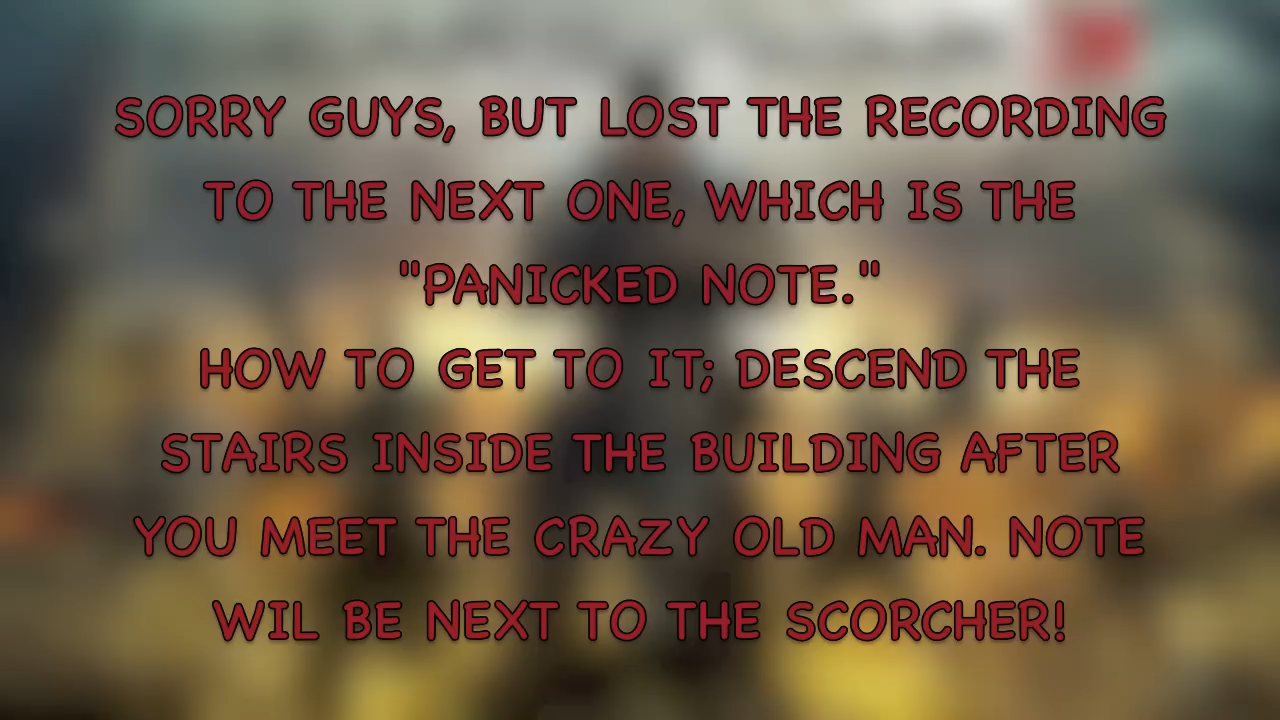 SORRY GUYS, BUT LOST THE RECORDING
TO THE NEXT ONE, WHICH IS THE
"PANICKED NOTE."
HOW TO GET TO IT; DESCEND THE
STAIRS INSIDE THE BUILDING AFTER
YOU MEET THE CRAZY OLD MAN. NOTE
WIL BE NEXT TO THE SCORCHER!